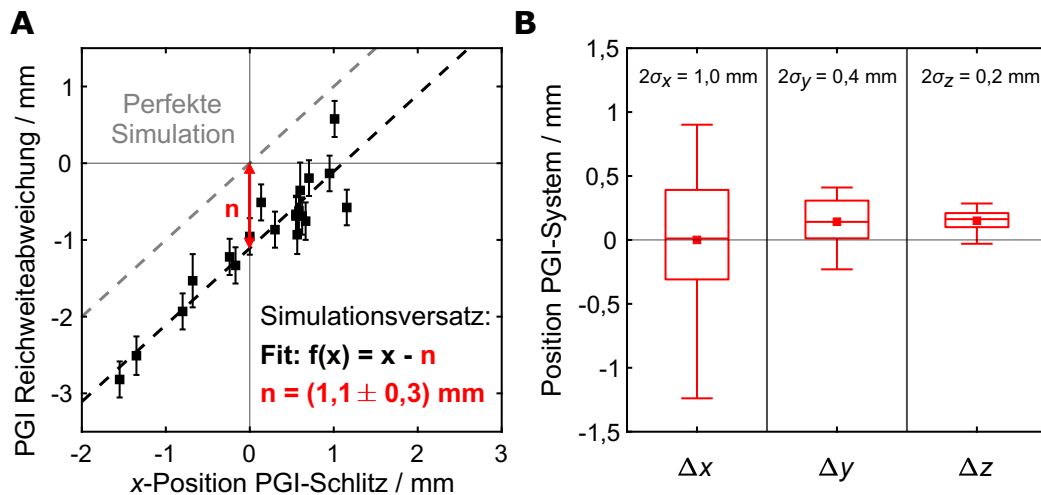 A
PGI Reichweiteabweichung / mm
1
0
-1
-2
-3
Perfekte
Simulation
n
Simulationsversatz:
Fit: f(x) = x - n
n = (1,1 ± 0,3) mm
-2
-1
0
1
2
3
x-Position PGI-Schlitz / mm
B
Position PGI-System / mm
1,5
1
0,5
0
-0,5
-1
-1,5
2σx = 1,0 mm
2σy = 0,4 mm
2σz = 0,2 mm
Δx
Δy
Δz